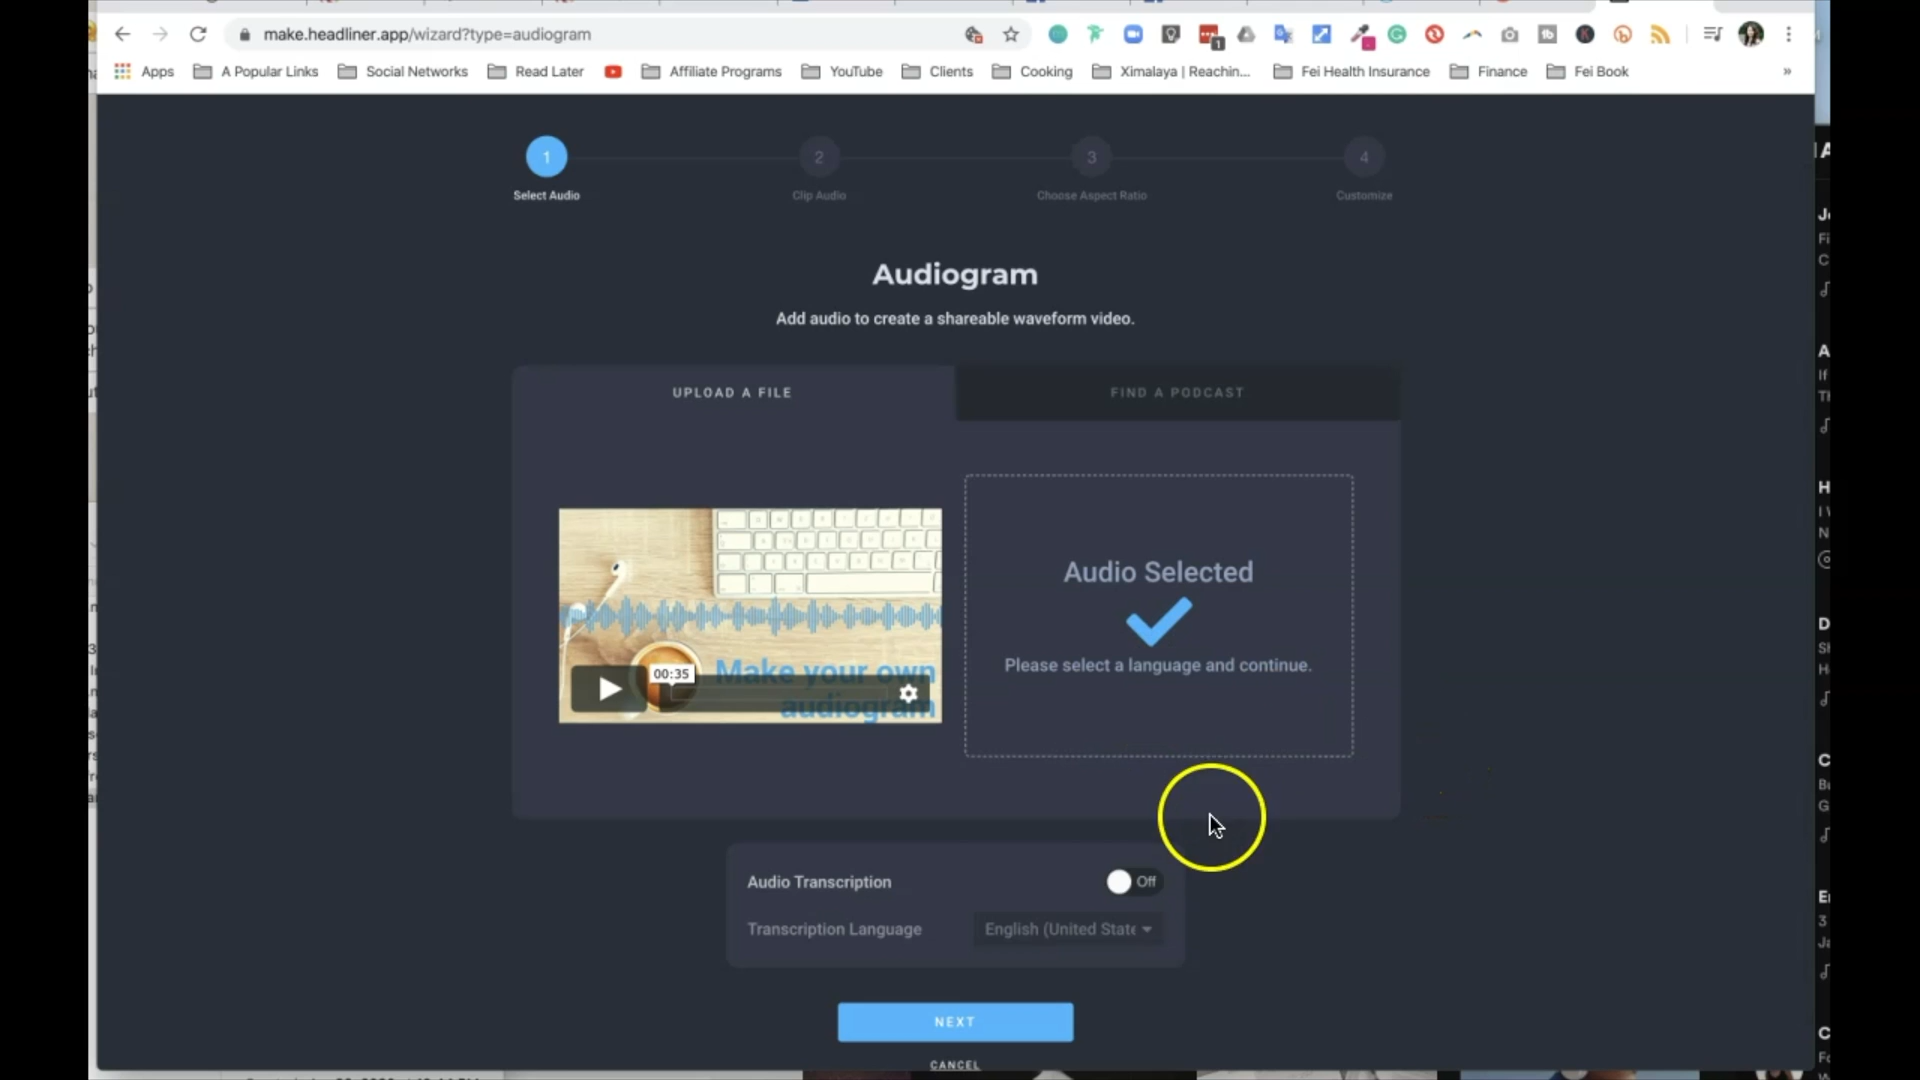 make.headliner.app/wizard?type=audiogram
Apps A Popular Links Social Networks Read Later Affiliate Programs YouTube Clients Cooking Ximalaya | Reachin... Fei Health Insurance Finance Fei Book »
1 2 3 4
Select Audio Clip Audio Choose Aspect Ratio Customize
Audiogram
Add audio to create a shareable waveform video.
UPLOAD A FILE FIND A PODCAST
Make your own
audiogram
00:35
Audio Selected
Please select a language and continue.
Audio Transcription Off
Transcription Language English (United State
NEXT
CANCEL